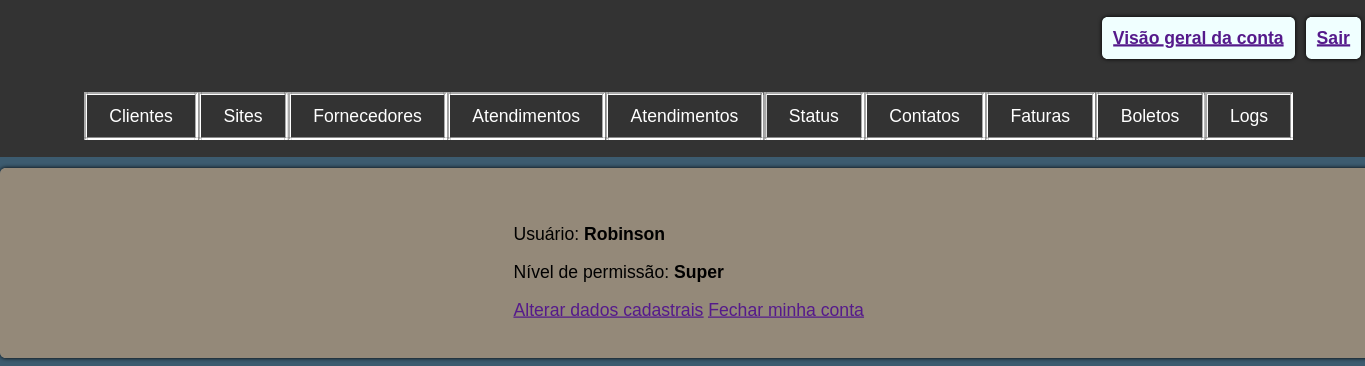 Visão geral da conta Sair
Clientes Sites Fornecedores Atendimentos Atendimentos Status Contatos Faturas Boletos Logs
Usuário: Robinson
Nível de permissão: Super
Alterar dados cadastrais Fechar minha conta